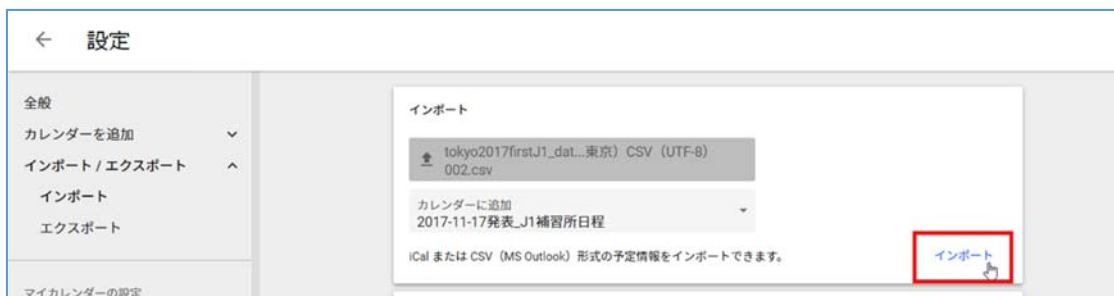 設定
全般
カレンダーを追加
インポート / エクスポート
インポート
エクスポート
マイカレンダーの設定
インポート
tokyo2017firstJ1_dat...東京）CSV（UTF-8）
002.csv
カレンダーに追加
2017-11-17発表_J1補習所日程
iCal または CSV（MS Outlook）形式の予定情報をインポートできます。
インポート